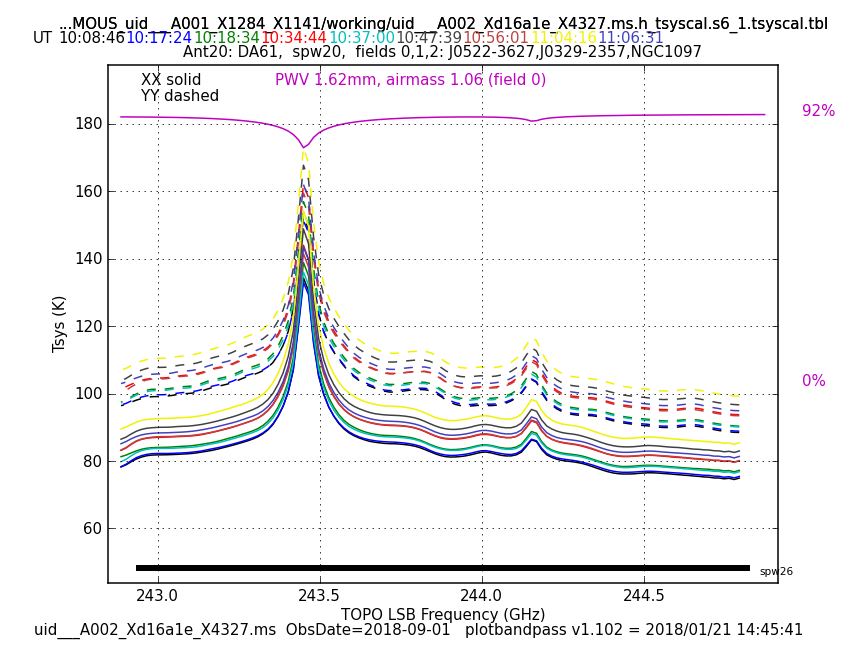 ...MOUS_uid___A001_X1284_X1141/working/uid___A002_Xd16a1e_X4327.ms.h_tsyscal.s6_1.tsyscal.tbl
UT 10:08:46 10:17:24 10:18:34 10:34:44 10:37:00 10:47:39 10:56:01 11:04:16 11:06:31
Ant20: DA61, spw20, fields 0,1,2: J0522-3627,J0329-2357,NGC1097
XX solid
PWV 1.62mm, airmass 1.06 (field 0)
YY dashed
92%
0%
180
160
140
120
100
80
60
Tsys (K)
spw26
243.0 243.5 244.0 244.5
TOPO LSB Frequency (GHz)
uid___A002_Xd16a1e_X4327.ms ObsDate=2018-09-01 plotbandpass v1.102 = 2018/01/21 14:45:41